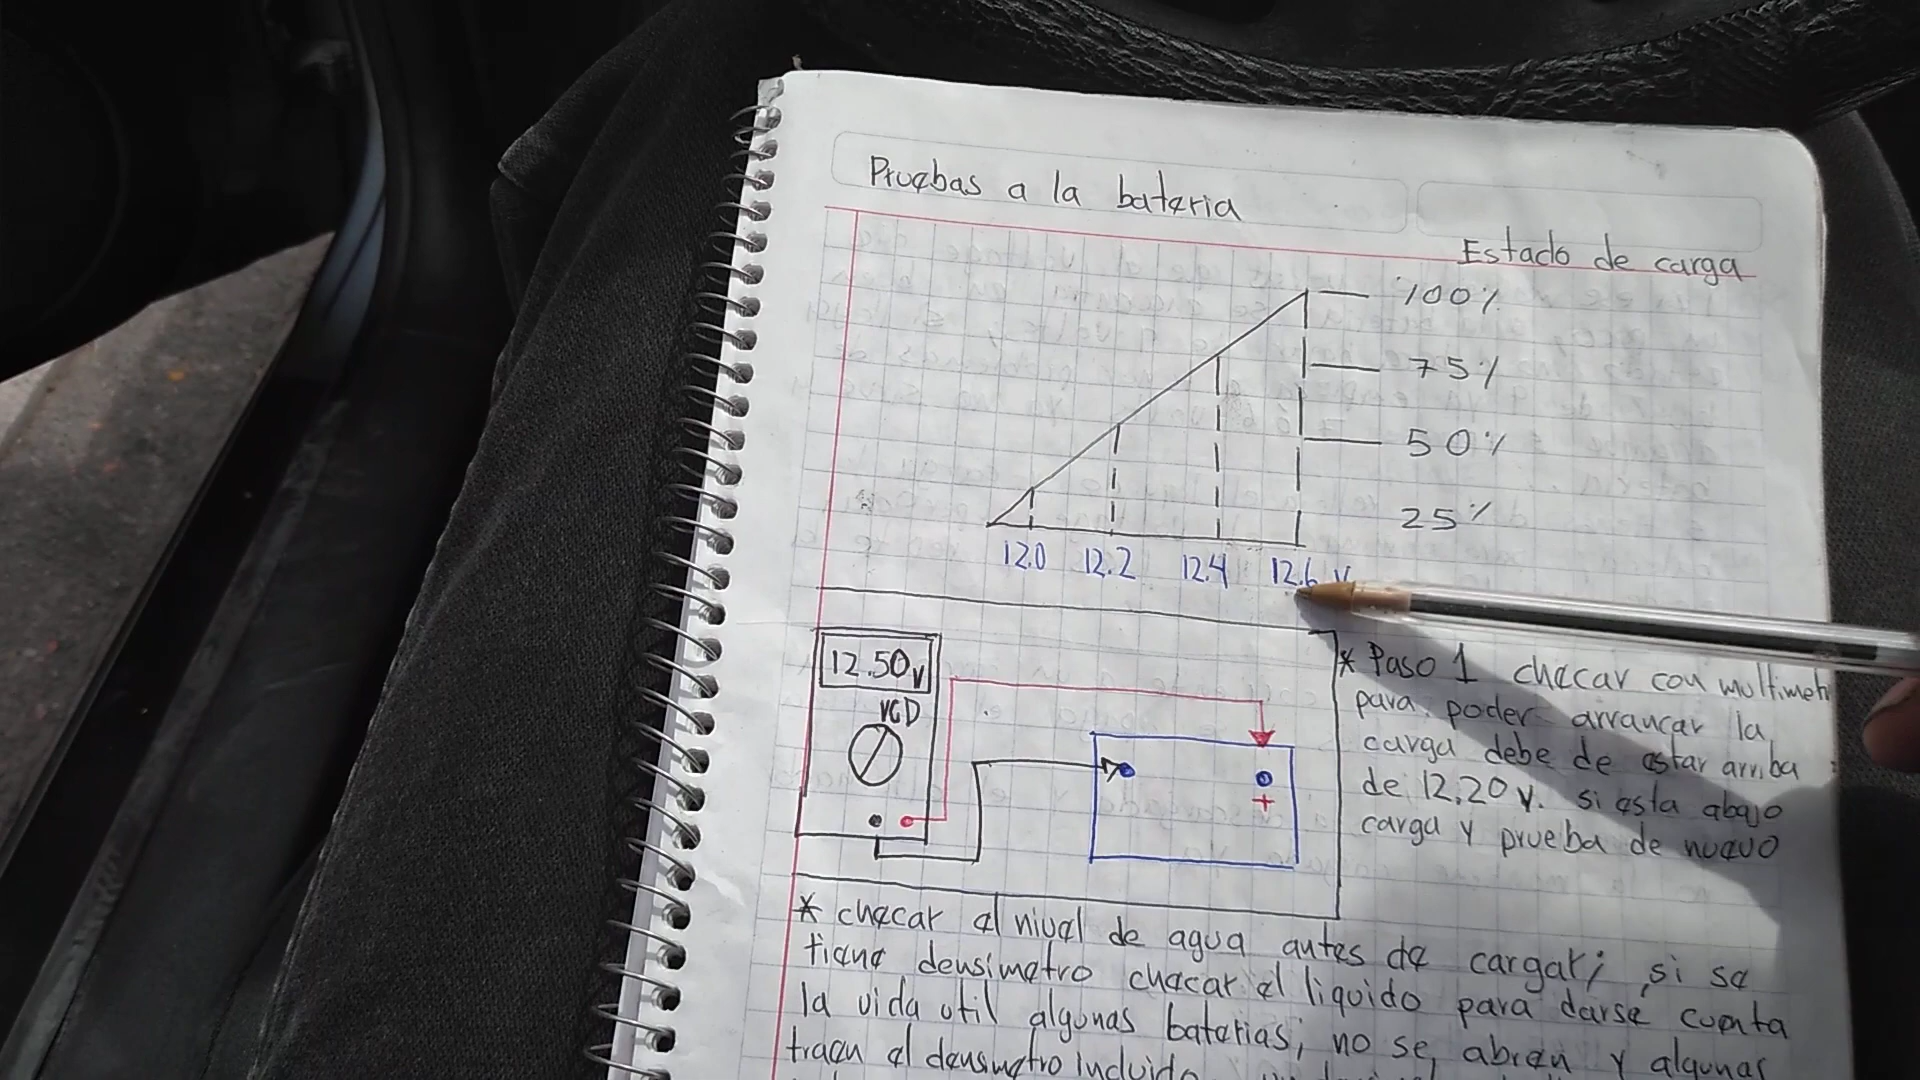 Pruebas a la bateria
Estado de carga
100%
75%
50%
25%
12.0 12.2 12.4 12.6 V
12.50v
VCD
+
* Paso 1 checar con multimet
para poder arrancar la
carga debe de estar arriba
de 12,20 v. si esta abajo
carga y prueba de nuevo
* checar el nivel de agua antes de cargar; si se
tiene densimetro checar el liquido para darse cuenta
la vida util algunas baterias; no se abren y algunas
traen el densimetro incluido